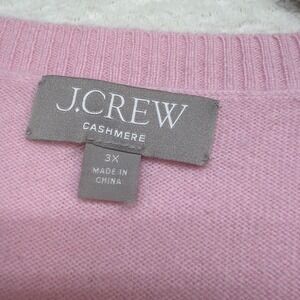 J.CREW
CASHMERE
3X
MADE IN
CHINA